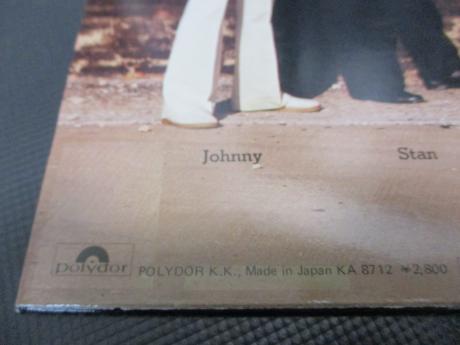 Johnny Stan
polydor POLYDOR K.K., Made in Japan KA 8712 ¥2,800